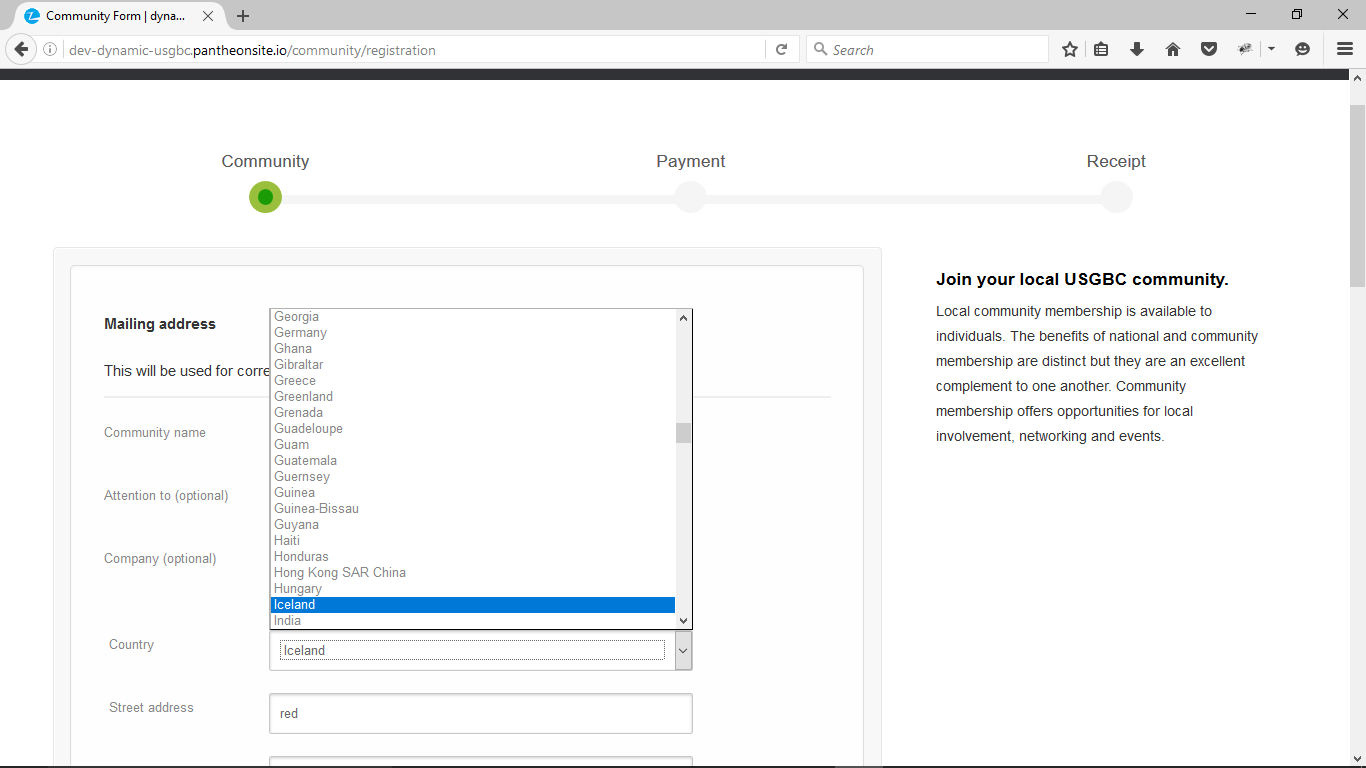 Community Form | dyna...
dev-dynamic-usgbc.pantheonsite.io/community/registration
Search
Community
Payment
Receipt
Mailing address
This will be used for corre
Community name
Attention to (optional)
Company (optional)
Georgia
Germany
Ghana
Gibraltar
Greece
Greenland
Grenada
Guadeloupe
Guam
Guatemala
Guernsey
Guinea
Guinea-Bissau
Guyana
Haiti
Honduras
Hong Kong SAR China
Hungary
Iceland
India
Country
Iceland
Street address
red
Join your local USGBC community.
Local community membership is available to
individuals. The benefits of national and community
membership are distinct but they are an excellent
complement to one another. Community
membership offers opportunities for local
involvement, networking and events.